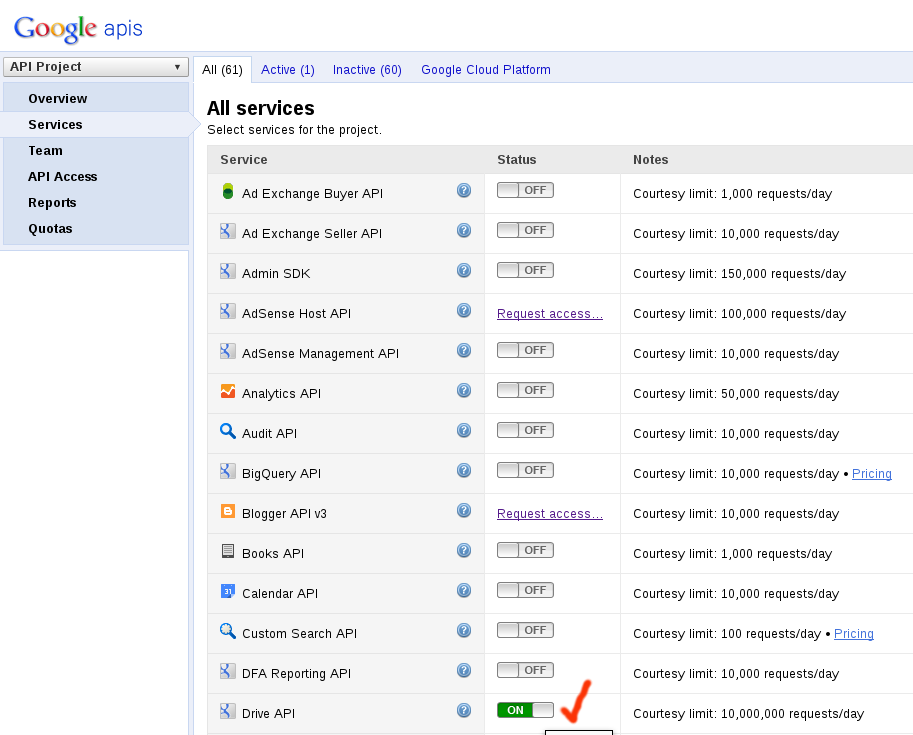 Google apis
API Project
All (61) Active (1) Inactive (60) Google Cloud Platform
Overview
Services
Team
API Access
Reports
Quotas
All services
Select services for the project.
Service Status Notes
Ad Exchange Buyer API ? OFF Courtesy limit: 1,000 requests/day
Ad Exchange Seller API ? OFF Courtesy limit: 10,000 requests/day
Admin SDK ? OFF Courtesy limit: 150,000 requests/day
AdSense Host API ? Request access... Courtesy limit: 100,000 requests/day
AdSense Management API ? OFF Courtesy limit: 10,000 requests/day
Analytics API ? OFF Courtesy limit: 50,000 requests/day
Audit API ? OFF Courtesy limit: 10,000 requests/day
BigQuery API ? OFF Courtesy limit: 10,000 requests/day • Pricing
Blogger API v3 ? Request access... Courtesy limit: 10,000 requests/day
Books API ? OFF Courtesy limit: 1,000 requests/day
31 Calendar API ? OFF Courtesy limit: 10,000 requests/day
Custom Search API ? OFF Courtesy limit: 100 requests/day • Pricing
DFA Reporting API ? OFF Courtesy limit: 10,000 requests/day
Drive API ? ON Courtesy limit: 10,000,000 requests/day